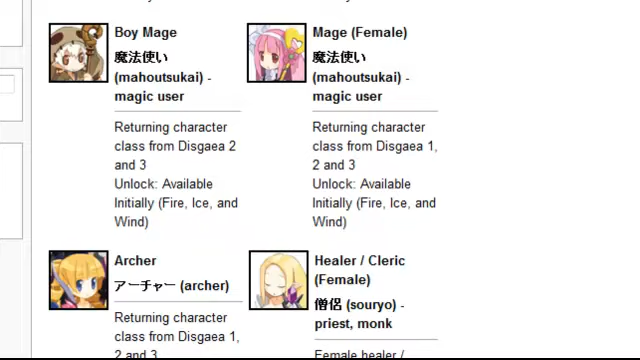 Boy Mage
魔法使い
(mahoutsukai) -
magic user
Returning character
class from Disgaea 2
and 3
Unlock: Available
Initially (Fire, Ice, and
Wind)
Mage (Female)
魔法使い
(mahoutsukai) -
magic user
Returning character
class from Disgaea 1,
2 and 3
Unlock: Available
Initially (Fire, Ice, and
Wind)
Archer
アーチャー (archer)
Returning character
class from Disgaea 1,
2 and 3
Healer / Cleric
(Female)
僧侶 (souryo) -
priest, monk
Female healer /